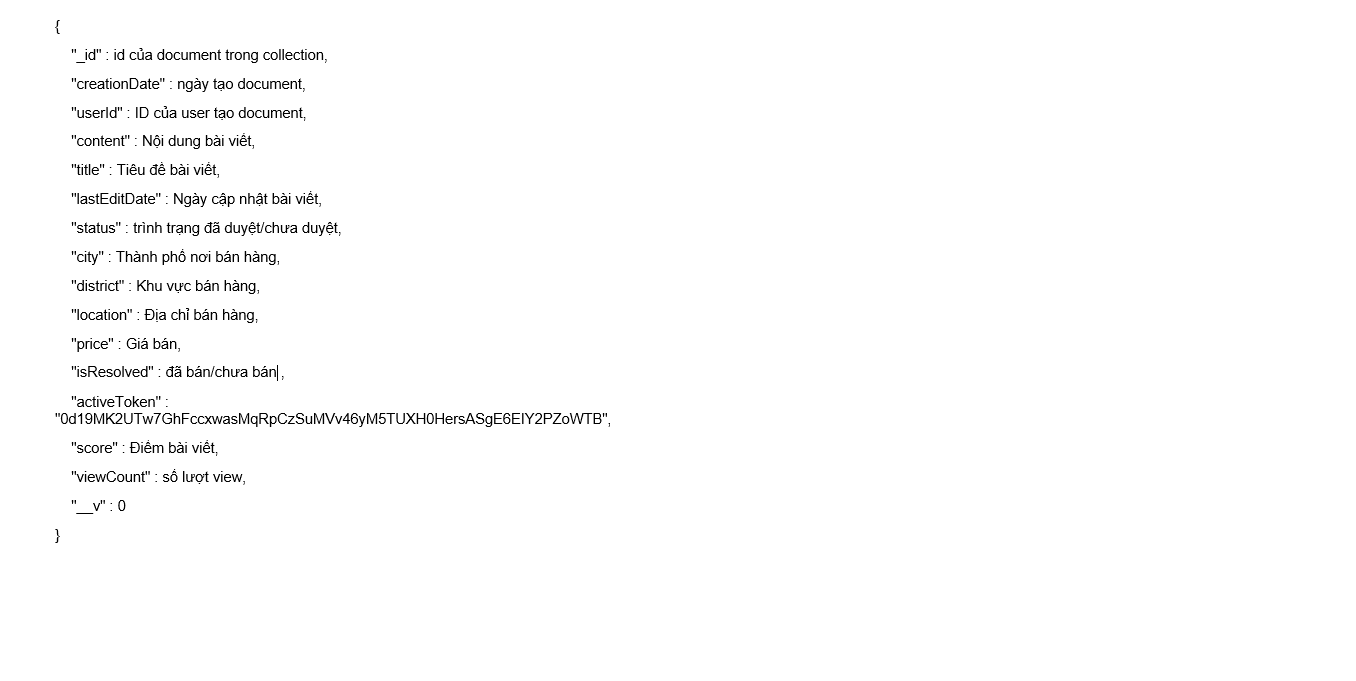 {
"_id" : id của document trong collection,
"creationDate" : ngày tạo document,
"userId" : ID của user tạo document,
"content" : Nội dung bài viết,
"title" : Tiêu đề bài viết,
"lastEditDate" : Ngày cập nhật bài viết,
"status" : trình trạng đã duyệt/chưa duyệt,
"city" : Thành phố nơi bán hàng,
"district" : Khu vực bán hàng,
"location" : Địa chỉ bán hàng,
"price" : Giá bán,
"isResolved" : đã bán/chưa bán ,
"activeToken" :
"0d19MK2UTw7GhFccxwasMqRpCzSuMVv46yM5TUXH0HersASgE6EIY2PZoWTB",
"score" : Điểm bài viết,
"viewCount" : số lượt view,
"__v" : 0
}